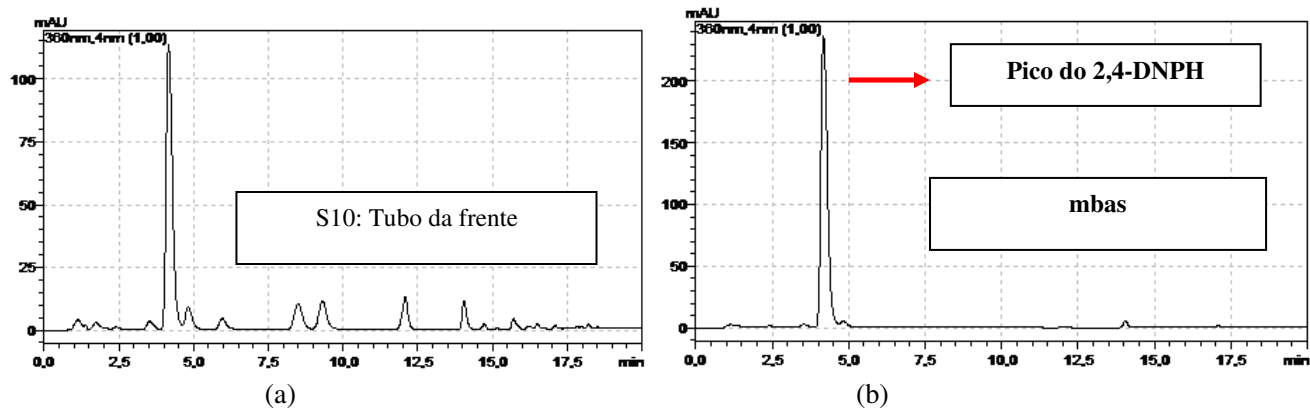 mAU
360nm,4nm (1,00)
100
75
50
25
0
S10: Tubo da frente
0,0 2,5 5,0 7,5 10,0 12,5 15,0 17,5 min
(a)
mAU
360nm,4nm (1,00)
200
150
100
50
0
Pico do 2,4-DNPH
mbas
0,0 2,5 5,0 7,5 10,0 12,5 15,0 17,5 min
(b)